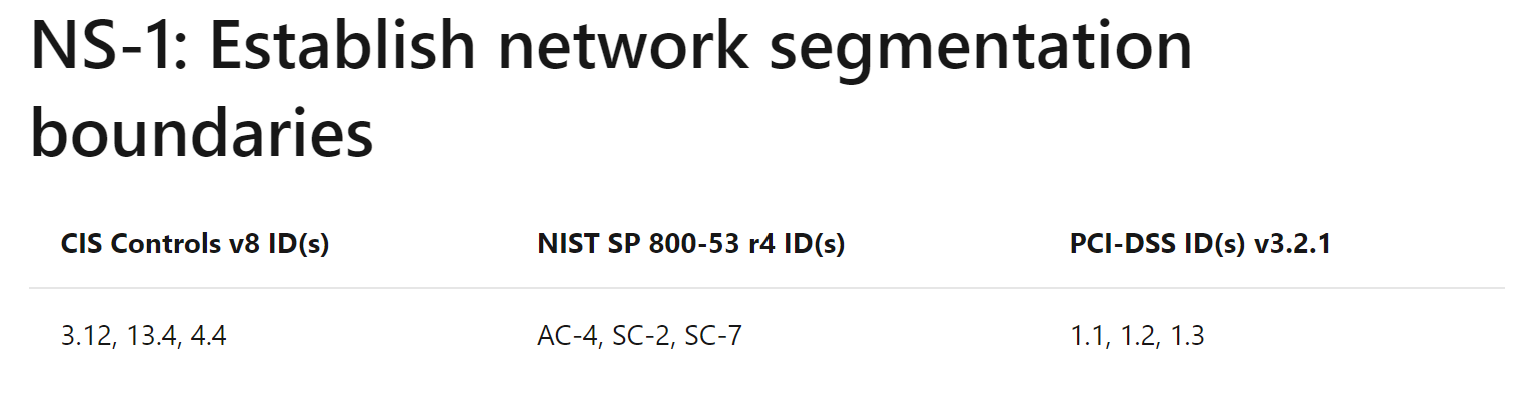 NS-1: Establish network segmentation
boundaries
CIS Controls v8 ID(s) NIST SP 800-53 r4 ID(s) PCI-DSS ID(s) v3.2.1
3.12, 13.4, 4.4 AC-4, SC-2, SC-7 1.1, 1.2, 1.3